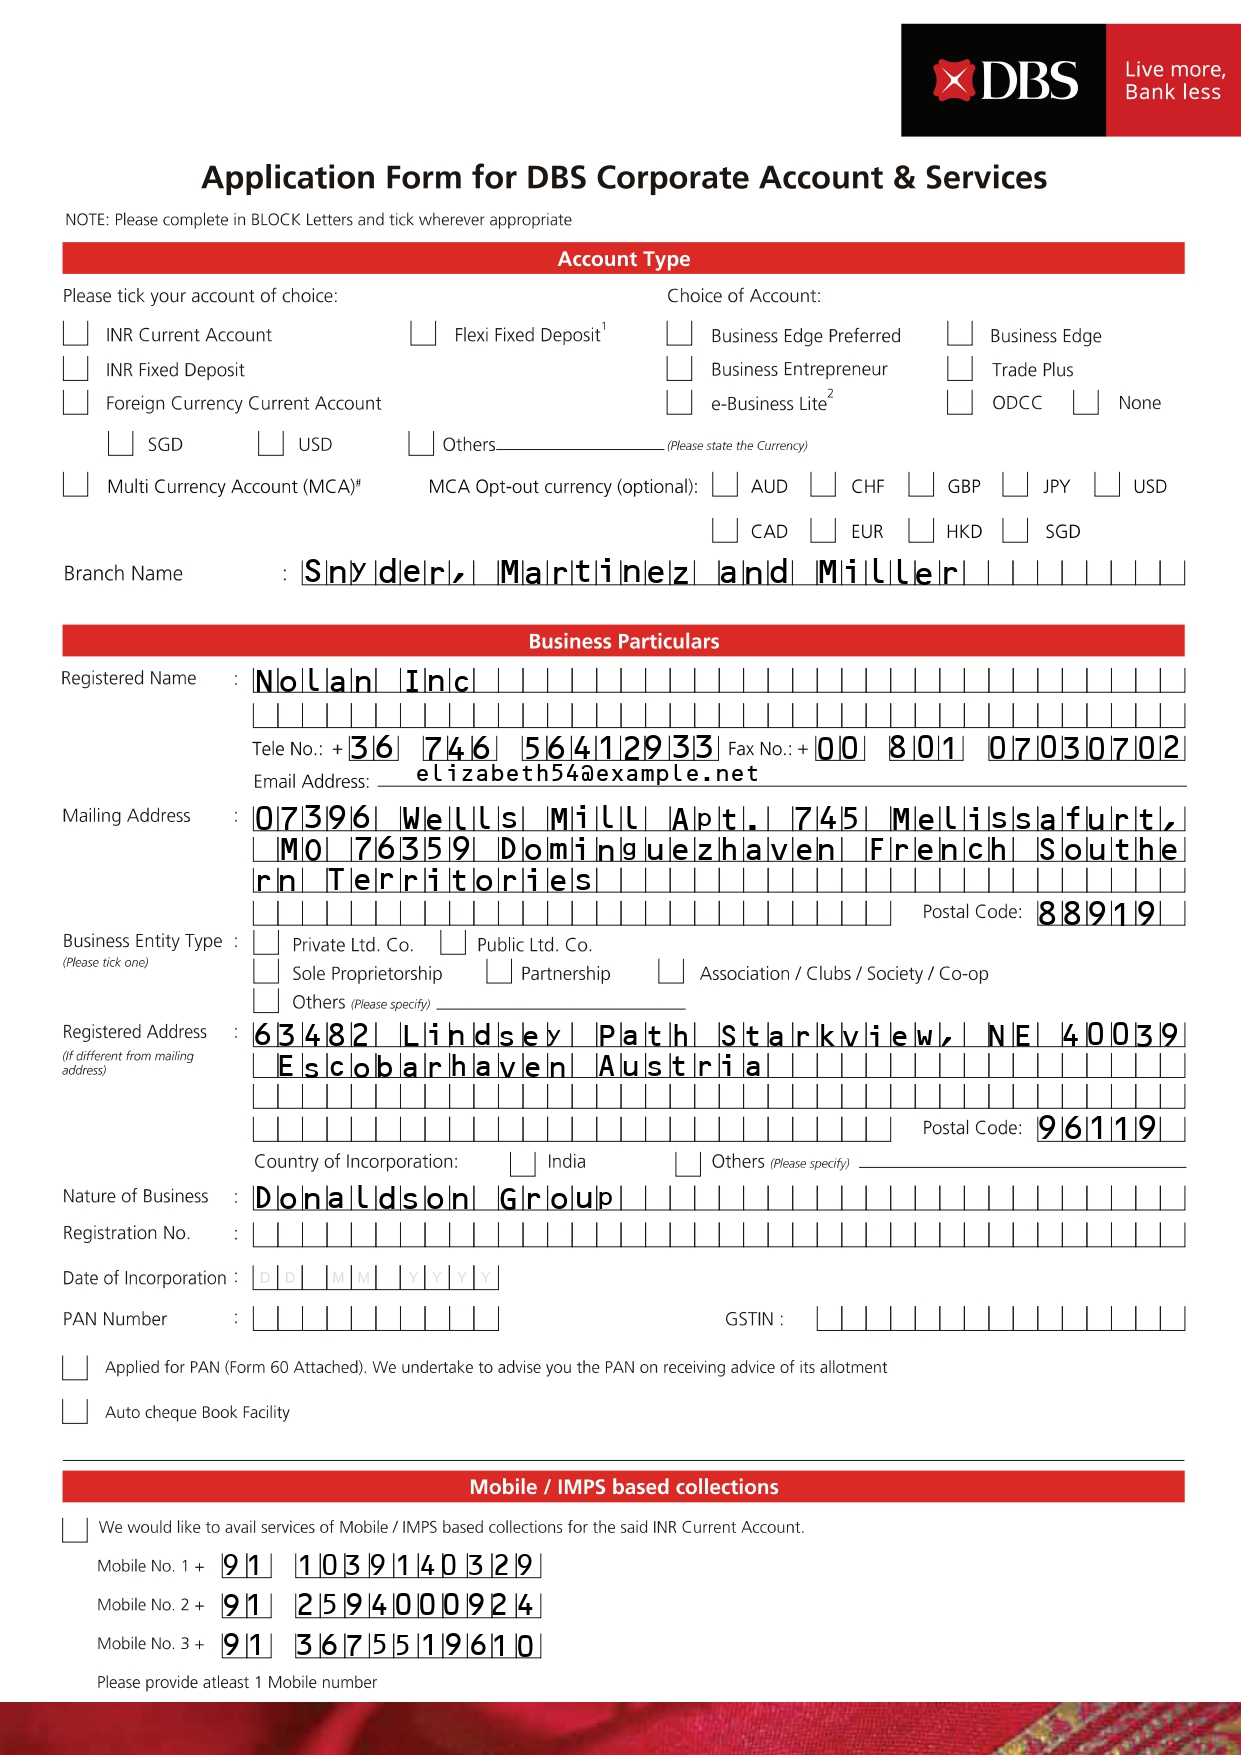 DBS
Live more,
Bank less
Application Form for DBS Corporate Account & Services
NOTE: Please complete in BLOCK Letters and tick wherever appropriate
Account Type
Please tick your account of choice: Choice of Account:
INR Current Account Flexi Fixed Deposit1 Business Edge Preferred Business Edge
INR Fixed Deposit Business Entrepreneur Trade Plus
Foreign Currency Current Account e-Business Lite2 ODCC None
SGD USD Others (Please state the Currency)
Multi Currency Account (MCA)# MCA Opt-out currency (optional): AUD CHF GBP JPY USD
CAD EUR HKD SGD
Branch Name : Snyder, Martinez and Miller
Business Particulars
Registered Name : Nolan Inc
Tele No.: + 36 746 56412933 Fax No.: + 00 801 07030702
Email Address: elizabeth54@example.net
Mailing Address : 07396 Wells Mill Apt. 745 Melissafurt,
MO 76359 Dominguezhaven French Southe
rn Territories
Postal Code: 88919
Business Entity Type : Private Ltd. Co. Public Ltd. Co.
(Please tick one)
Sole Proprietorship Partnership Association / Clubs / Society / Co-op
Others (Please specify)
Registered Address : 63482 Lindsey Path Starkview, NE 40039
(If different from mailing
address)
Escobarhaven Austria
Postal Code: 96119
Country of Incorporation: India Others (Please specify)
Nature of Business : Donaldson Group
Registration No. :
Date of Incorporation : D D M M Y Y Y Y
PAN Number : GSTIN :
Applied for PAN (Form 60 Attached). We undertake to advise you the PAN on receiving advice of its allotment
Auto cheque Book Facility
Mobile / IMPS based collections
We would like to avail services of Mobile / IMPS based collections for the said INR Current Account.
Mobile No. 1 + 91 1039140329
Mobile No. 2 + 91 2594000924
Mobile No. 3 + 91 3675519610
Please provide atleast 1 Mobile number